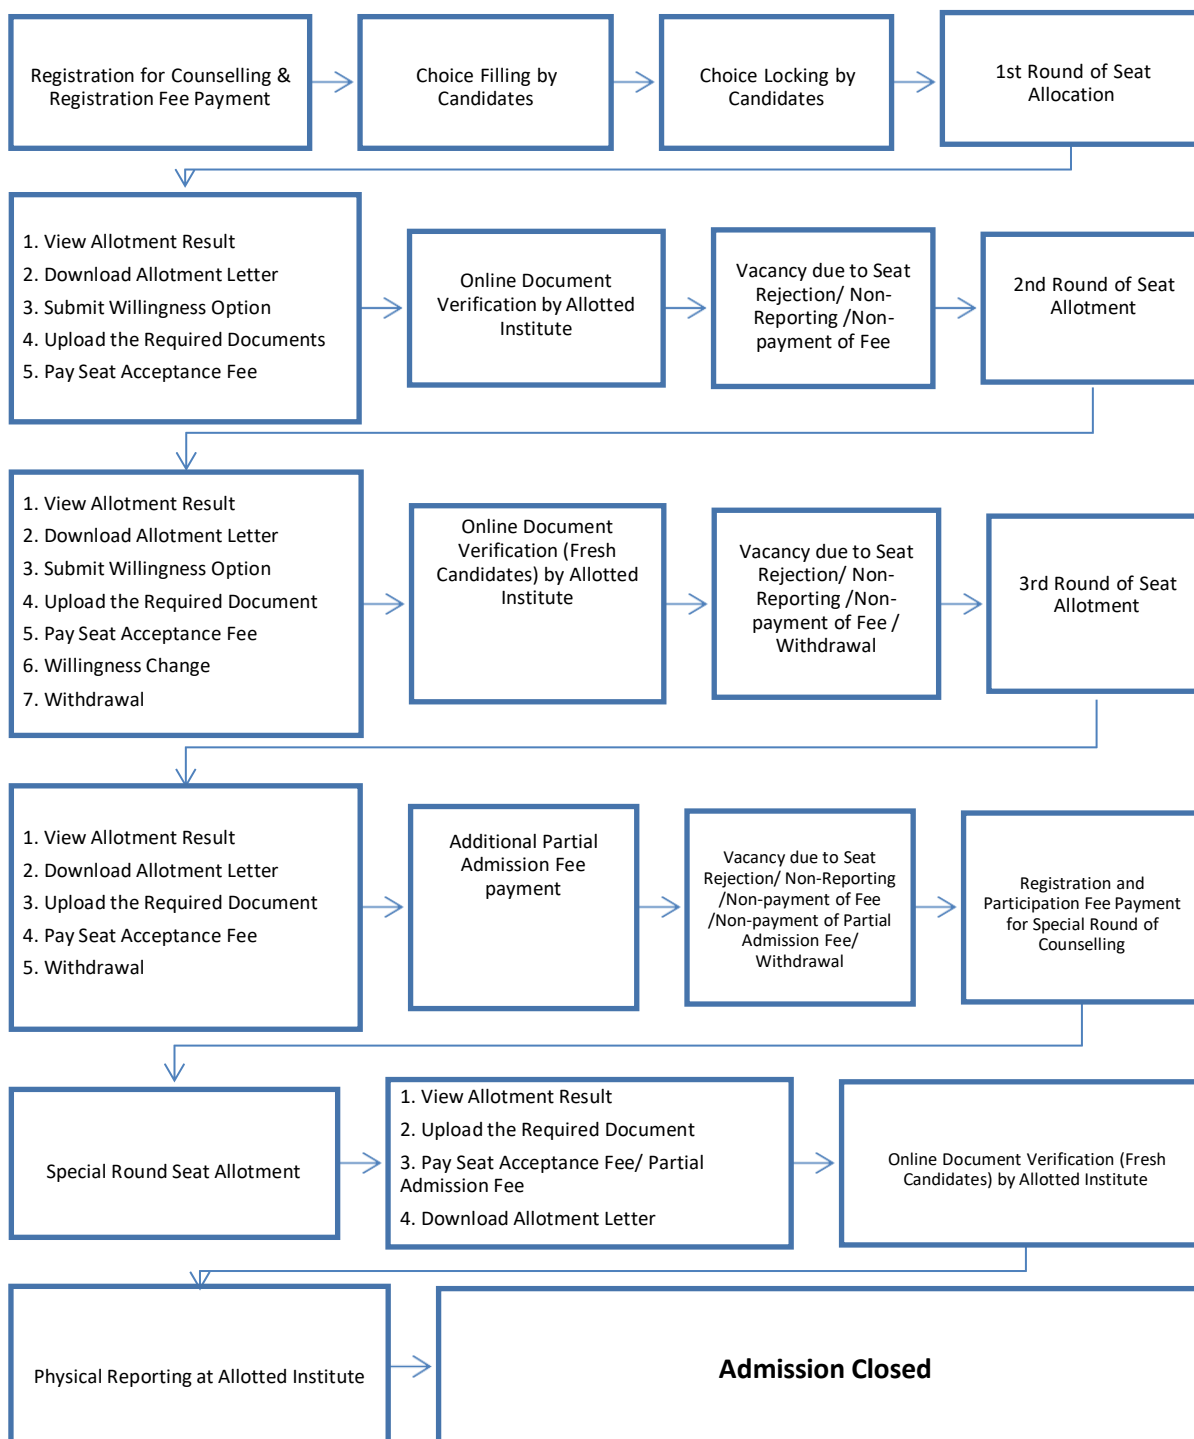 Registration for Counselling &
Registration Fee Payment
Choice Filling by
Candidates
Choice Locking by
Candidates
1st Round of Seat
Allocation
1. View Allotment Result
2. Download Allotment Letter
3. Submit Willingness Option
4. Upload the Required Documents
5. Pay Seat Acceptance Fee
Online Document
Verification by Allotted
Institute
Vacancy due to Seat
Rejection/ Non-
Reporting /Non-
payment of Fee
2nd Round of Seat
Allotment
1. View Allotment Result
2. Download Allotment Letter
3. Submit Willingness Option
4. Upload the Required Document
5. Pay Seat Acceptance Fee
6. Willingness Change
7. Withdrawal
Online Document
Verification (Fresh
Candidates) by Allotted
Institute
Vacancy due to Seat
Rejection/ Non-
Reporting /Non-
payment of Fee /
Withdrawal
3rd Round of Seat
Allotment
1. View Allotment Result
2. Download Allotment Letter
3. Upload the Required Document
4. Pay Seat Acceptance Fee
5. Withdrawal
Additional Partial
Admission Fee
payment
Vacancy due to Seat
Rejection/ Non-Reporting
/Non-payment of Fee
/Non-payment of Partial
Admission Fee/
Withdrawal
Registration and
Participation Fee Payment
for Special Round of
Counselling
Special Round Seat Allotment
1. View Allotment Result
2. Upload the Required Document
3. Pay Seat Acceptance Fee/ Partial
Admission Fee
4. Download Allotment Letter
Online Document Verification (Fresh
Candidates) by Allotted Institute
Physical Reporting at Allotted Institute
Admission Closed